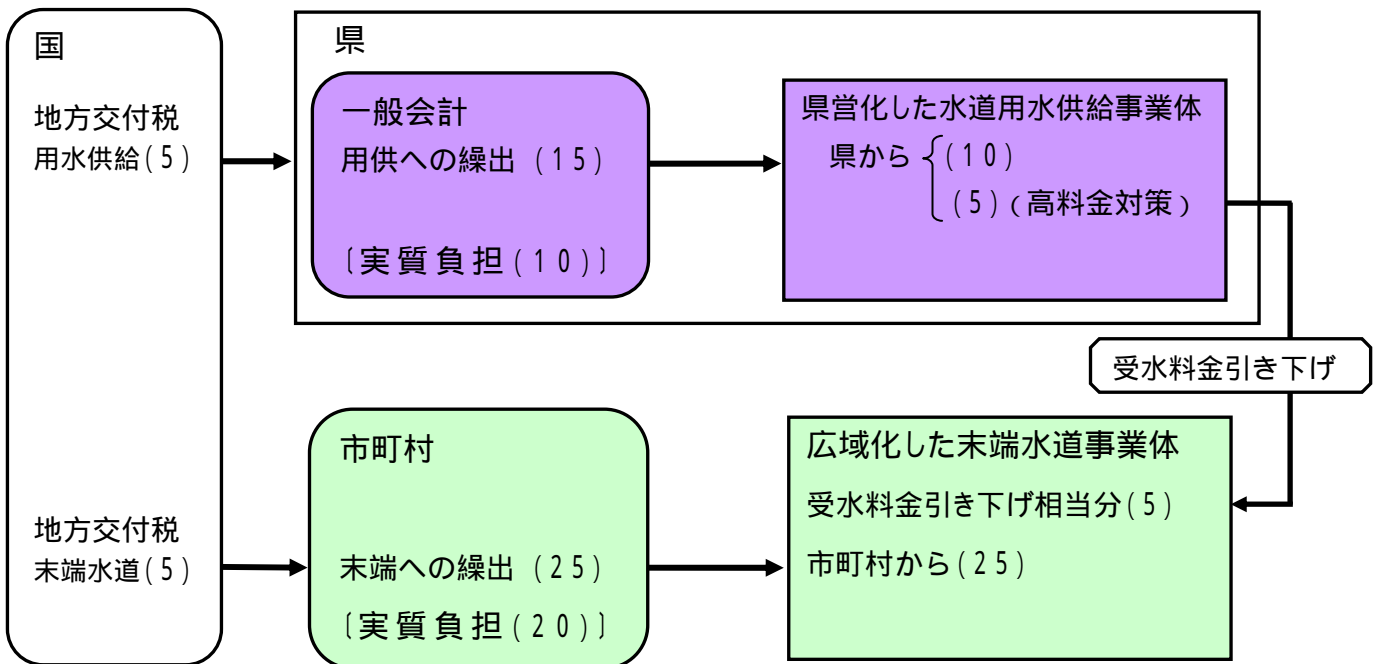 国
地方交付税
用水供給(5)
県
一般会計
用供への繰出 (15)
〔実質負担(10)〕
県営化した水道用水供給事業体
県から (10)
(5)(高料金対策)
受水料金引き下げ
地方交付税
末端水道(5)
市町村
末端への繰出 (25)
〔実質負担(20)〕
広域化した末端水道事業体
受水料金引き下げ相当分(5)
市町村から(25)